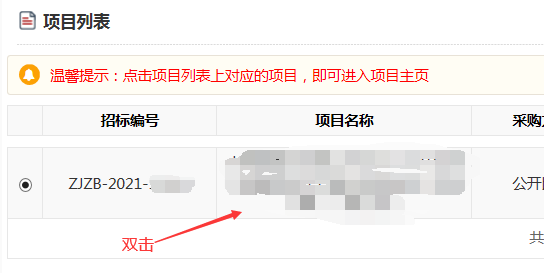 项目列表
温馨提示：点击项目列表上对应的项目，即可进入项目主页
招标编号 项目名称 采购
ZJZB-2021- 公开
双击
共